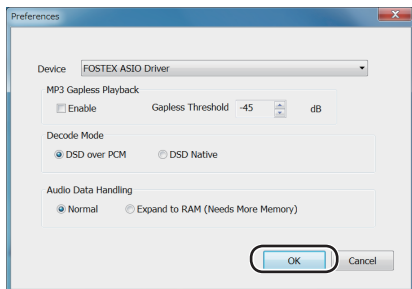 Preferences
Device FOSTEX ASIO Driver
MP3 Gapless Playback
Enable Gapless Threshold -45 dB
Decode Mode
DSD over PCM DSD Native
Audio Data Handling
Normal Expand to RAM (Needs More Memory)
OK Cancel